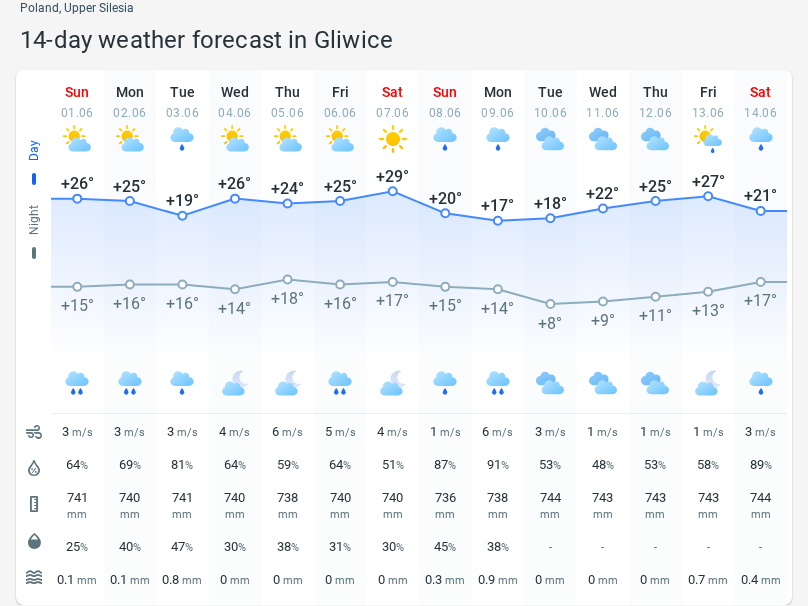 Poland, Upper Silesia
14-day weather forecast in Gliwice
Sun Mon Tue Wed Thu Fri Sat Sun Mon Tue Wed Thu Fri Sat
01.06 02.06 03.06 04.06 05.06 06.06 07.06 08.06 09.06 10.06 11.06 12.06 13.06 14.06
Day
+26° +25° +19° +26° +24° +25° +29° +20° +17° +18° +22° +25° +27° +21°
Night
+15° +16° +16° +14° +18° +16° +17° +15° +14° +8° +9° +11° +13° +17°
3 m/s 3 m/s 3 m/s 4 m/s 6 m/s 5 m/s 4 m/s 1 m/s 6 m/s 3 m/s 1 m/s 1 m/s 1 m/s 3 m/s
64% 69% 81% 64% 59% 64% 51% 87% 91% 53% 48% 53% 58% 89%
741 740 741 740 738 740 740 736 738 744 743 743 743 744
mm mm mm mm mm mm mm mm mm mm mm mm mm mm
25% 40% 47% 30% 38% 31% 30% 45% 38% - - - - -
0.1 mm 0.1 mm 0.8 mm 0 mm 0 mm 0 mm 0 mm 0.3 mm 0.9 mm 0 mm 0 mm 0 mm 0.7 mm 0.4 mm